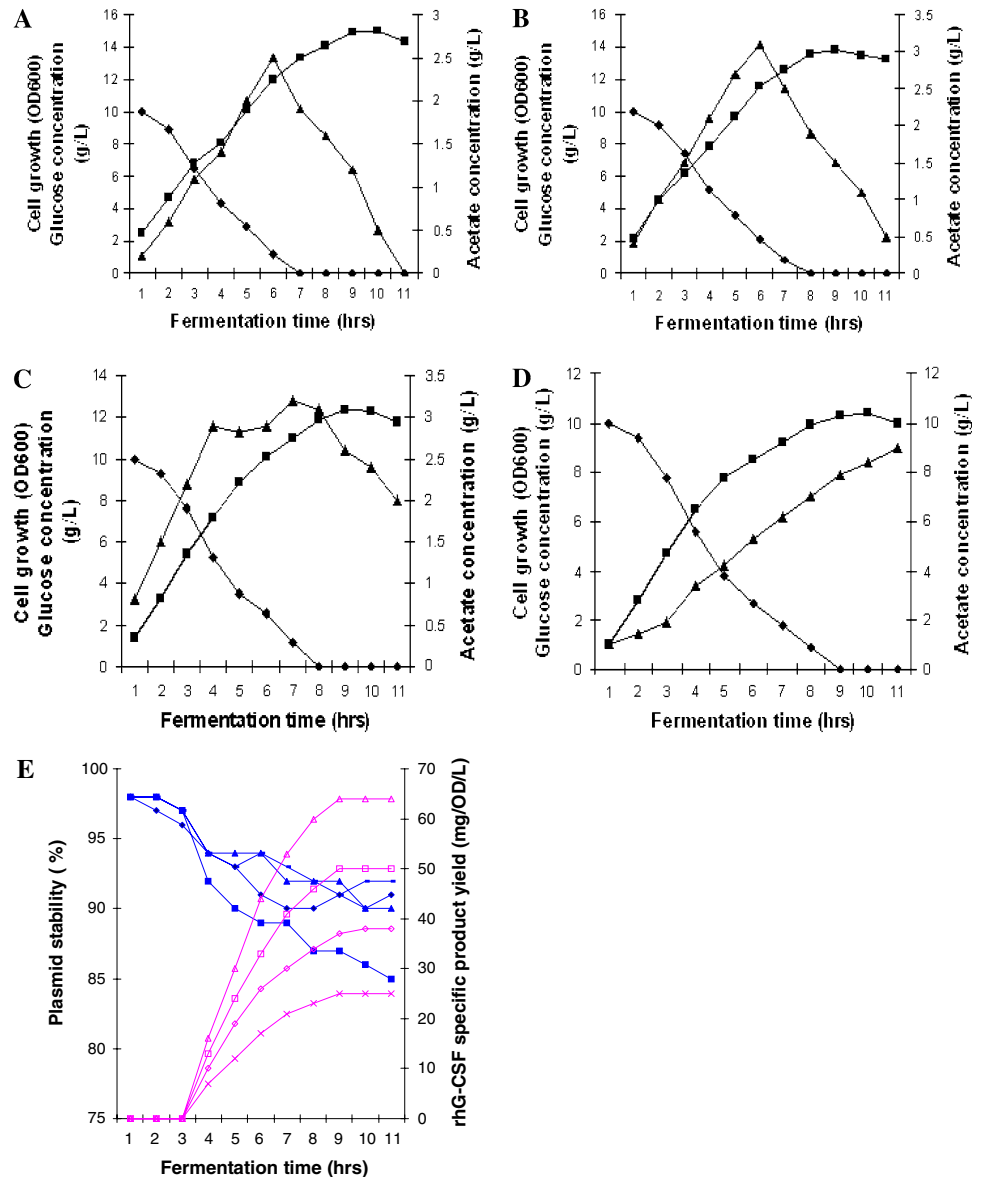 A
Cell growth (OD600)
Glucose concentration
(g/L)
16
14
12
10
8
6
4
2
0
3
2.5
2
1.5
1
0.5
0
Acetate concentration (g/L)
1 2 3 4 5 6 7 8 9 10 11
Fermentation time (hrs)
B
Cell growth (OD600)
Glucose concentration
(g/L)
16
14
12
10
8
6
4
2
0
3.5
3
2.5
2
1.5
1
0.5
0
Acetate concentration (g/L)
1 2 3 4 5 6 7 8 9 10 11
Fermentation time (hrs)
C
Cell growth (OD600)
Glucose concentration
(g/L)
14
12
10
8
6
4
2
0
3.5
3
2.5
2
1.5
1
0.5
0
Acetate concentration (g/L)
1 2 3 4 5 6 7 8 9 10 11
Fermentation time (hrs)
D
Cell growth (OD600)
Glucose concentration (g/L)
12
10
8
6
4
2
0
12
10
8
6
4
2
0
Acetate concentration (g/L)
1 2 3 4 5 6 7 8 9 10 11
Fermentation time (hrs)
E
Plasmid stability ( %)
100
95
90
85
80
75
70
60
50
40
30
20
10
0
rhG-CSF specific product yield (mg/OD/L)
1 2 3 4 5 6 7 8 9 10 11
Fermentation time (hrs)